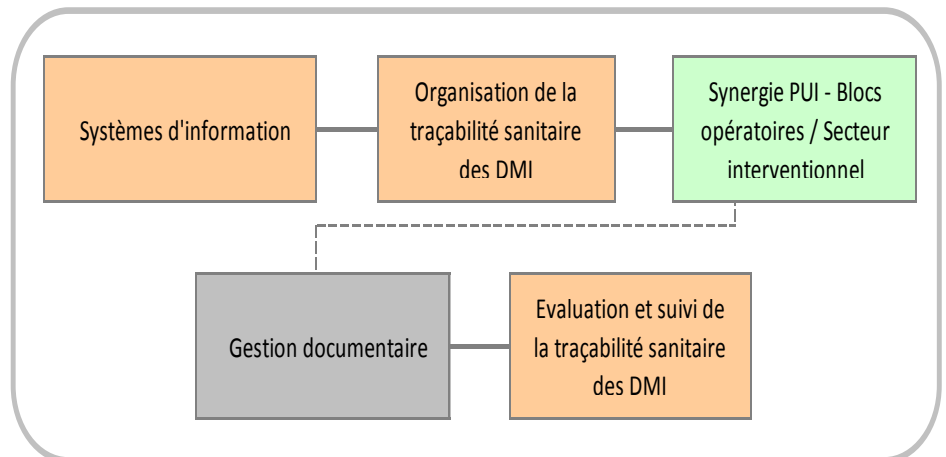 Systèmes d'information
Organisation de la
traçabilité sanitaire
des DMI
Synergie PUI - Blocs
opératoires / Secteur
interventionnel
Gestion documentaire
Evaluation et suivi de
la traçabilité sanitaire
des DMI